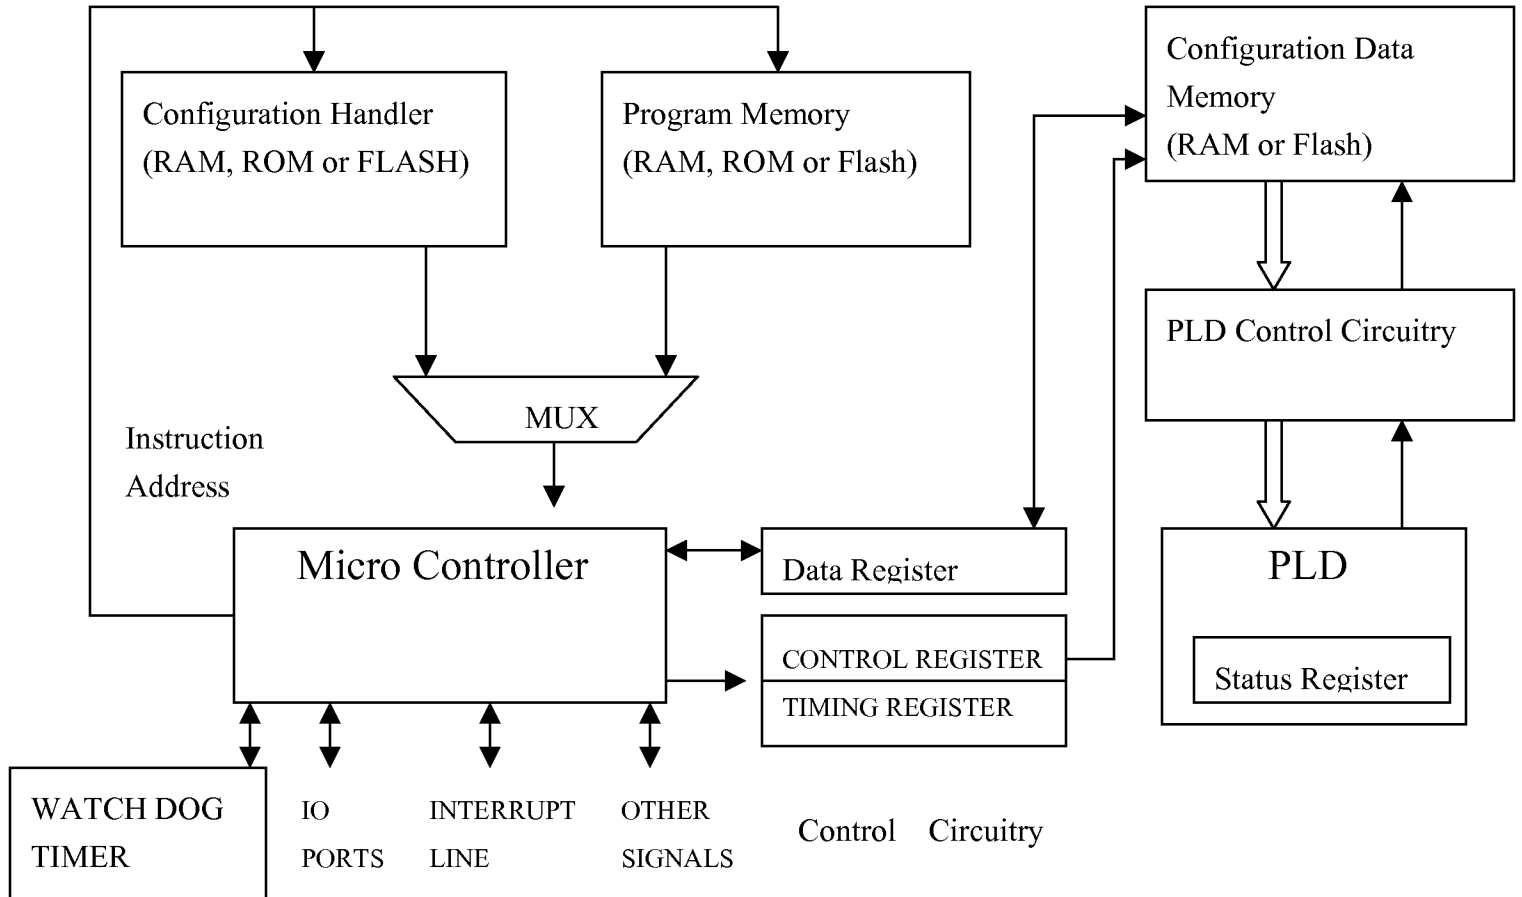 Configuration Handler
(RAM, ROM or FLASH)
Program Memory
(RAM, ROM or Flash)
Configuration Data
Memory
(RAM or Flash)
PLD Control Circuitry
MUX
Instruction
Address
Micro Controller
Data Register
PLD
CONTROL REGISTER
Status Register
TIMING REGISTER
WATCH DOG
TIMER
IO
PORTS
INTERRUPT
LINE
OTHER
SIGNALS
Control Circuitry